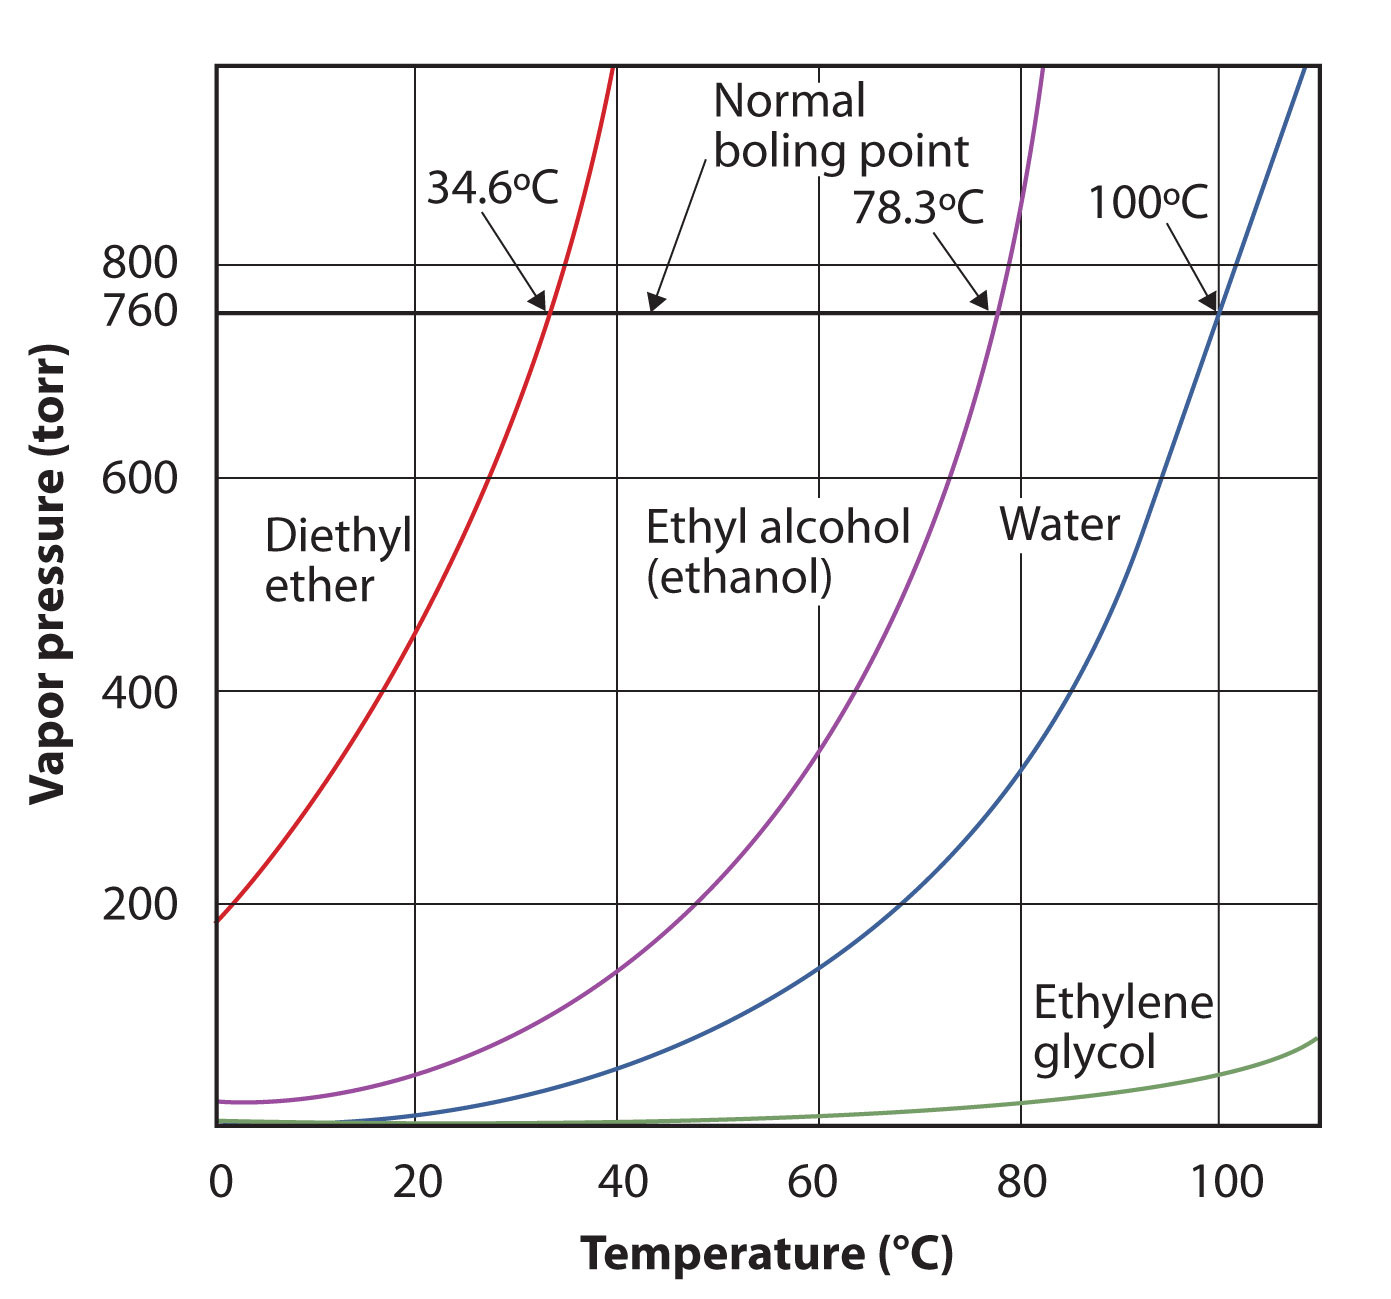 Normal
boling point
34.6ºC
78.3ºC
100ºC
800
760
600
400
200
Vapor pressure (torr)
Diethyl
ether
Ethyl alcohol
(ethanol)
Water
Ethylene
glycol
0
20
40
60
80
100
Temperature (°C)